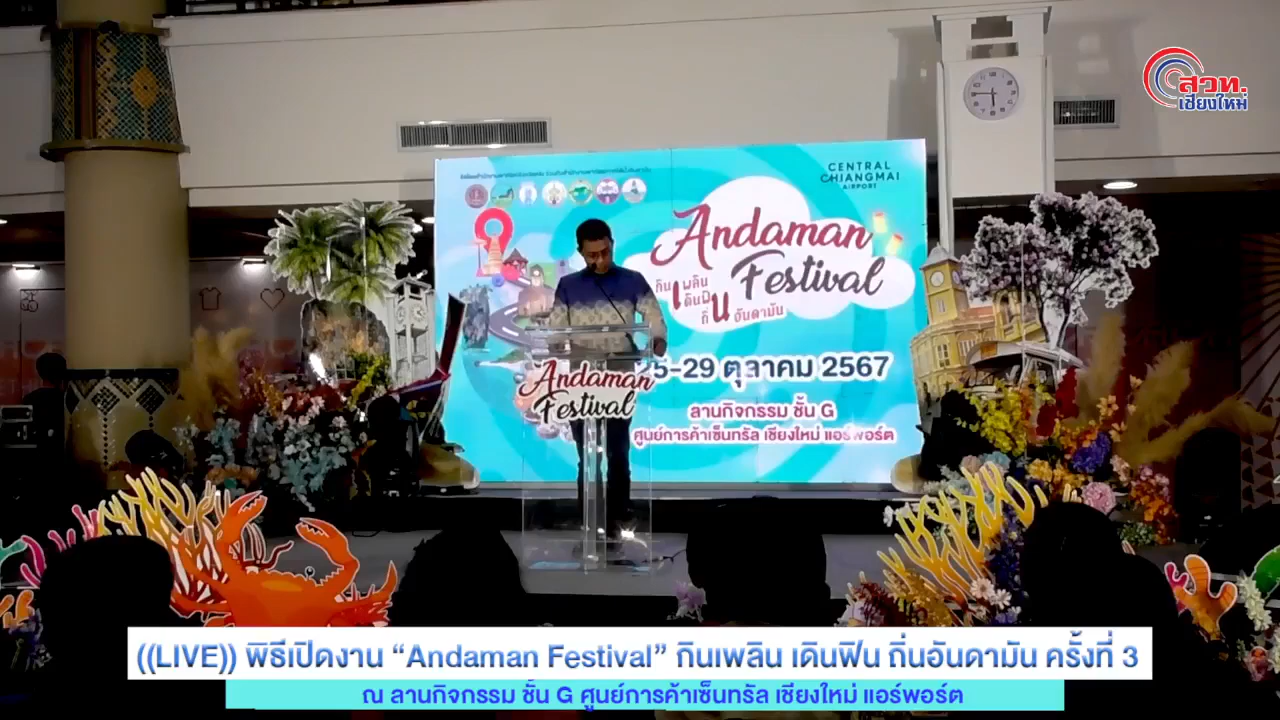 สวท.
เชียงใหม่
CENTRAL
CHIANGMAI
AIRPORT
Andaman
Festival
กินเพลิน
เดินฟิน
ถิ่นอันดามัน
5-29 ตุลาคม 2567
ลานกิจกรรม ชั้น G
ศูนย์การค้าเซ็นทรัล เชียงใหม่ แอร์พอร์ต
Andaman
Festival
((LIVE)) พิธีเปิดงาน “Andaman Festival” กินเพลิน เดินฟิน ถิ่นอันดามัน ครั้งที่ 3
ณ ลานกิจกรรม ชั้น G ศูนย์การค้าเซ็นทรัล เชียงใหม่ แอร์พอร์ต